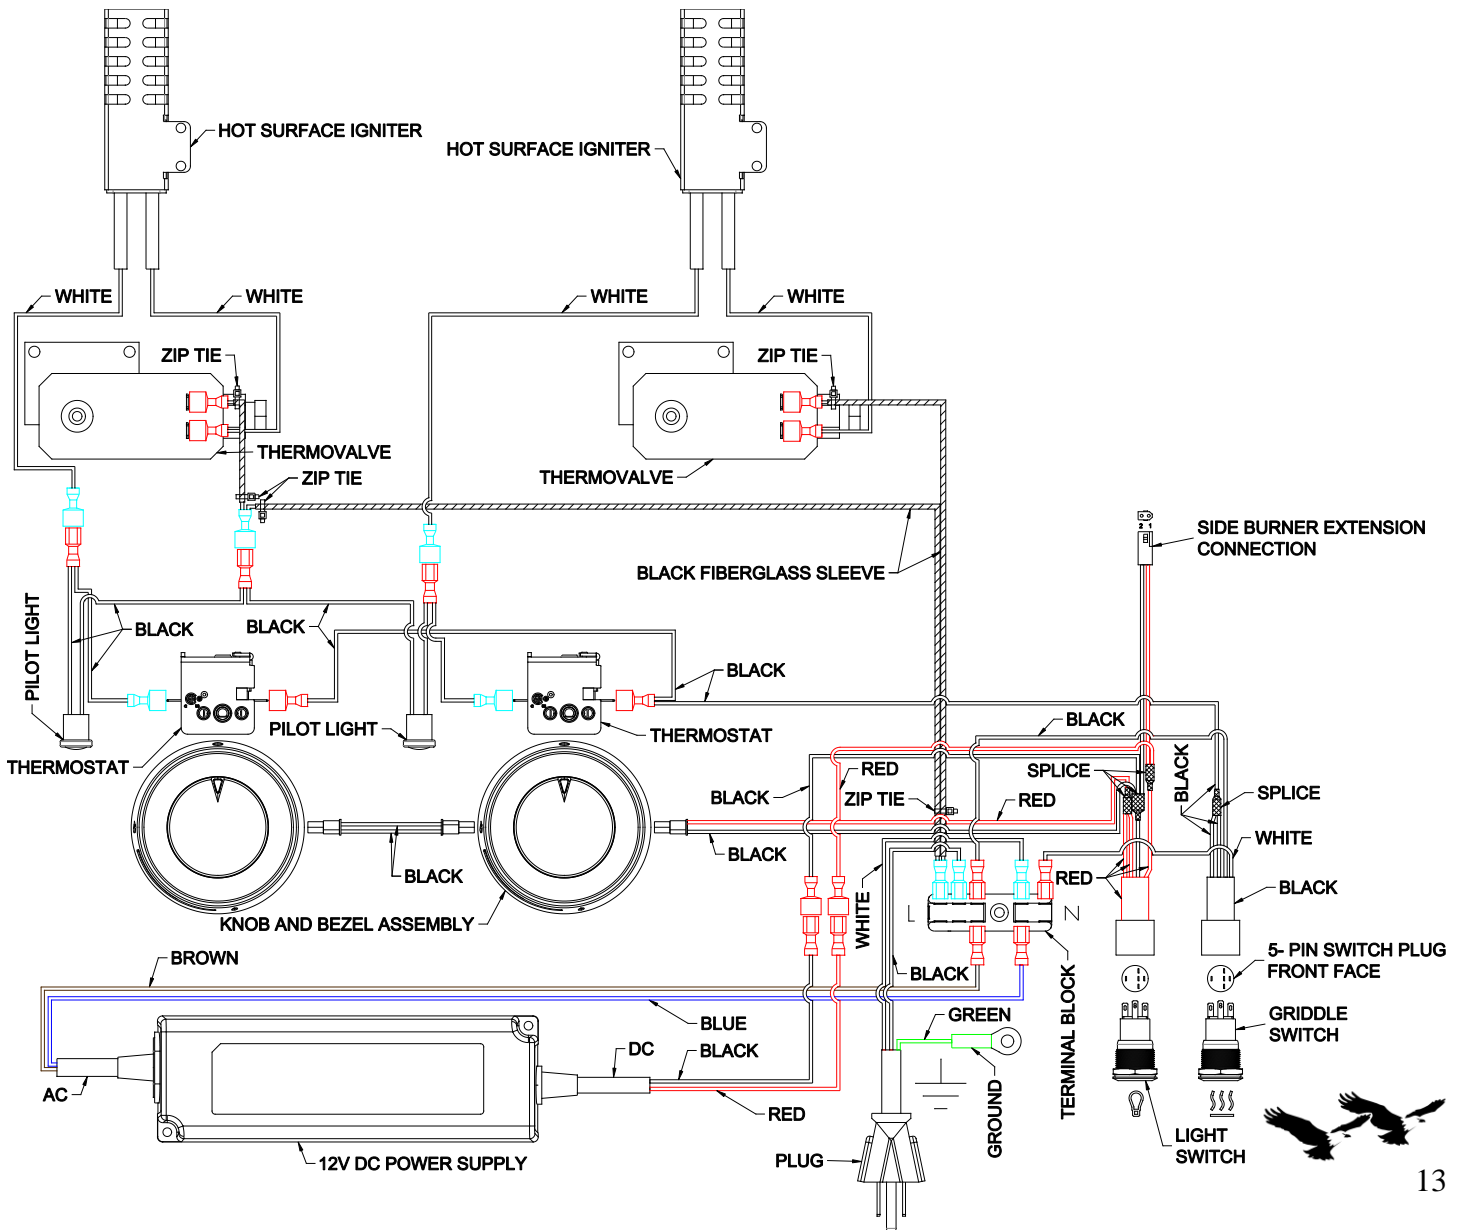 HOT SURFACE IGNITER
HOT SURFACE IGNITER
WHITE
WHITE
WHITE
WHITE
ZIP TIE
ZIP TIE
THERMOVALVE
ZIP TIE
THERMOVALVE
2 1
SIDE BURNER EXTENSION
CONNECTION
BLACK FIBERGLASS SLEEVE
PILOT LIGHT
BLACK
BLACK
BLACK
PILOT LIGHT
THERMOSTAT
THERMOSTAT
BLACK
RED
SPLICE
BLACK
BLACK
ZIP TIE
RED
SPLICE
WHITE
BLACK
BLACK
RED
BLACK
KNOB AND BEZEL ASSEMBLY
WHITE
L
N
BROWN
BLACK
5- PIN SWITCH PLUG
FRONT FACE
BLUE
GREEN
TERMINAL BLOCK
GRIDDLE
SWITCH
DC
BLACK
AC
GROUND
RED
LIGHT
SWITCH
12V DC POWER SUPPLY
PLUG
13